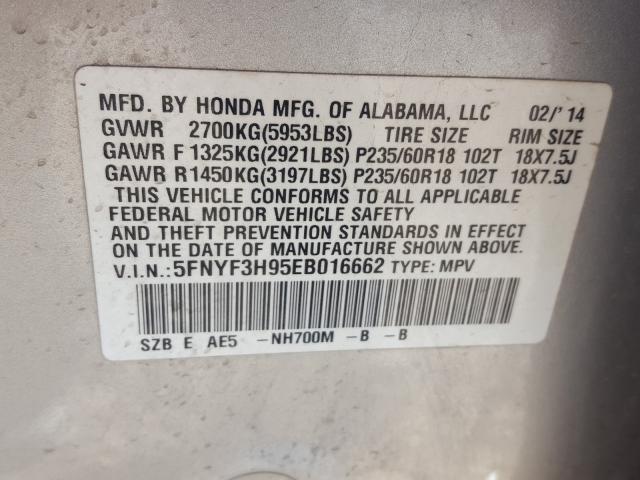 MFD. BY HONDA MFG. OF ALABAMA, LLC 02/'14
GVWR 2700KG(5953LBS) TIRE SIZE RIM SIZE
GAWR F 1325KG(2921LBS) P235/60R18 102T 18X7.5J
GAWR R1450KG(3197LBS) P235/60R18 102T 18X7.5J
THIS VEHICLE CONFORMS TO ALL APPLICABLE
FEDERAL MOTOR VEHICLE SAFETY
AND THEFT PREVENTION STANDARDS IN EFFECT
ON THE DATE OF MANUFACTURE SHOWN ABOVE.
V.I.N.:5FNYF3H95EB016662 TYPE: MPV
SZB E AE5 -NH700M -B -B